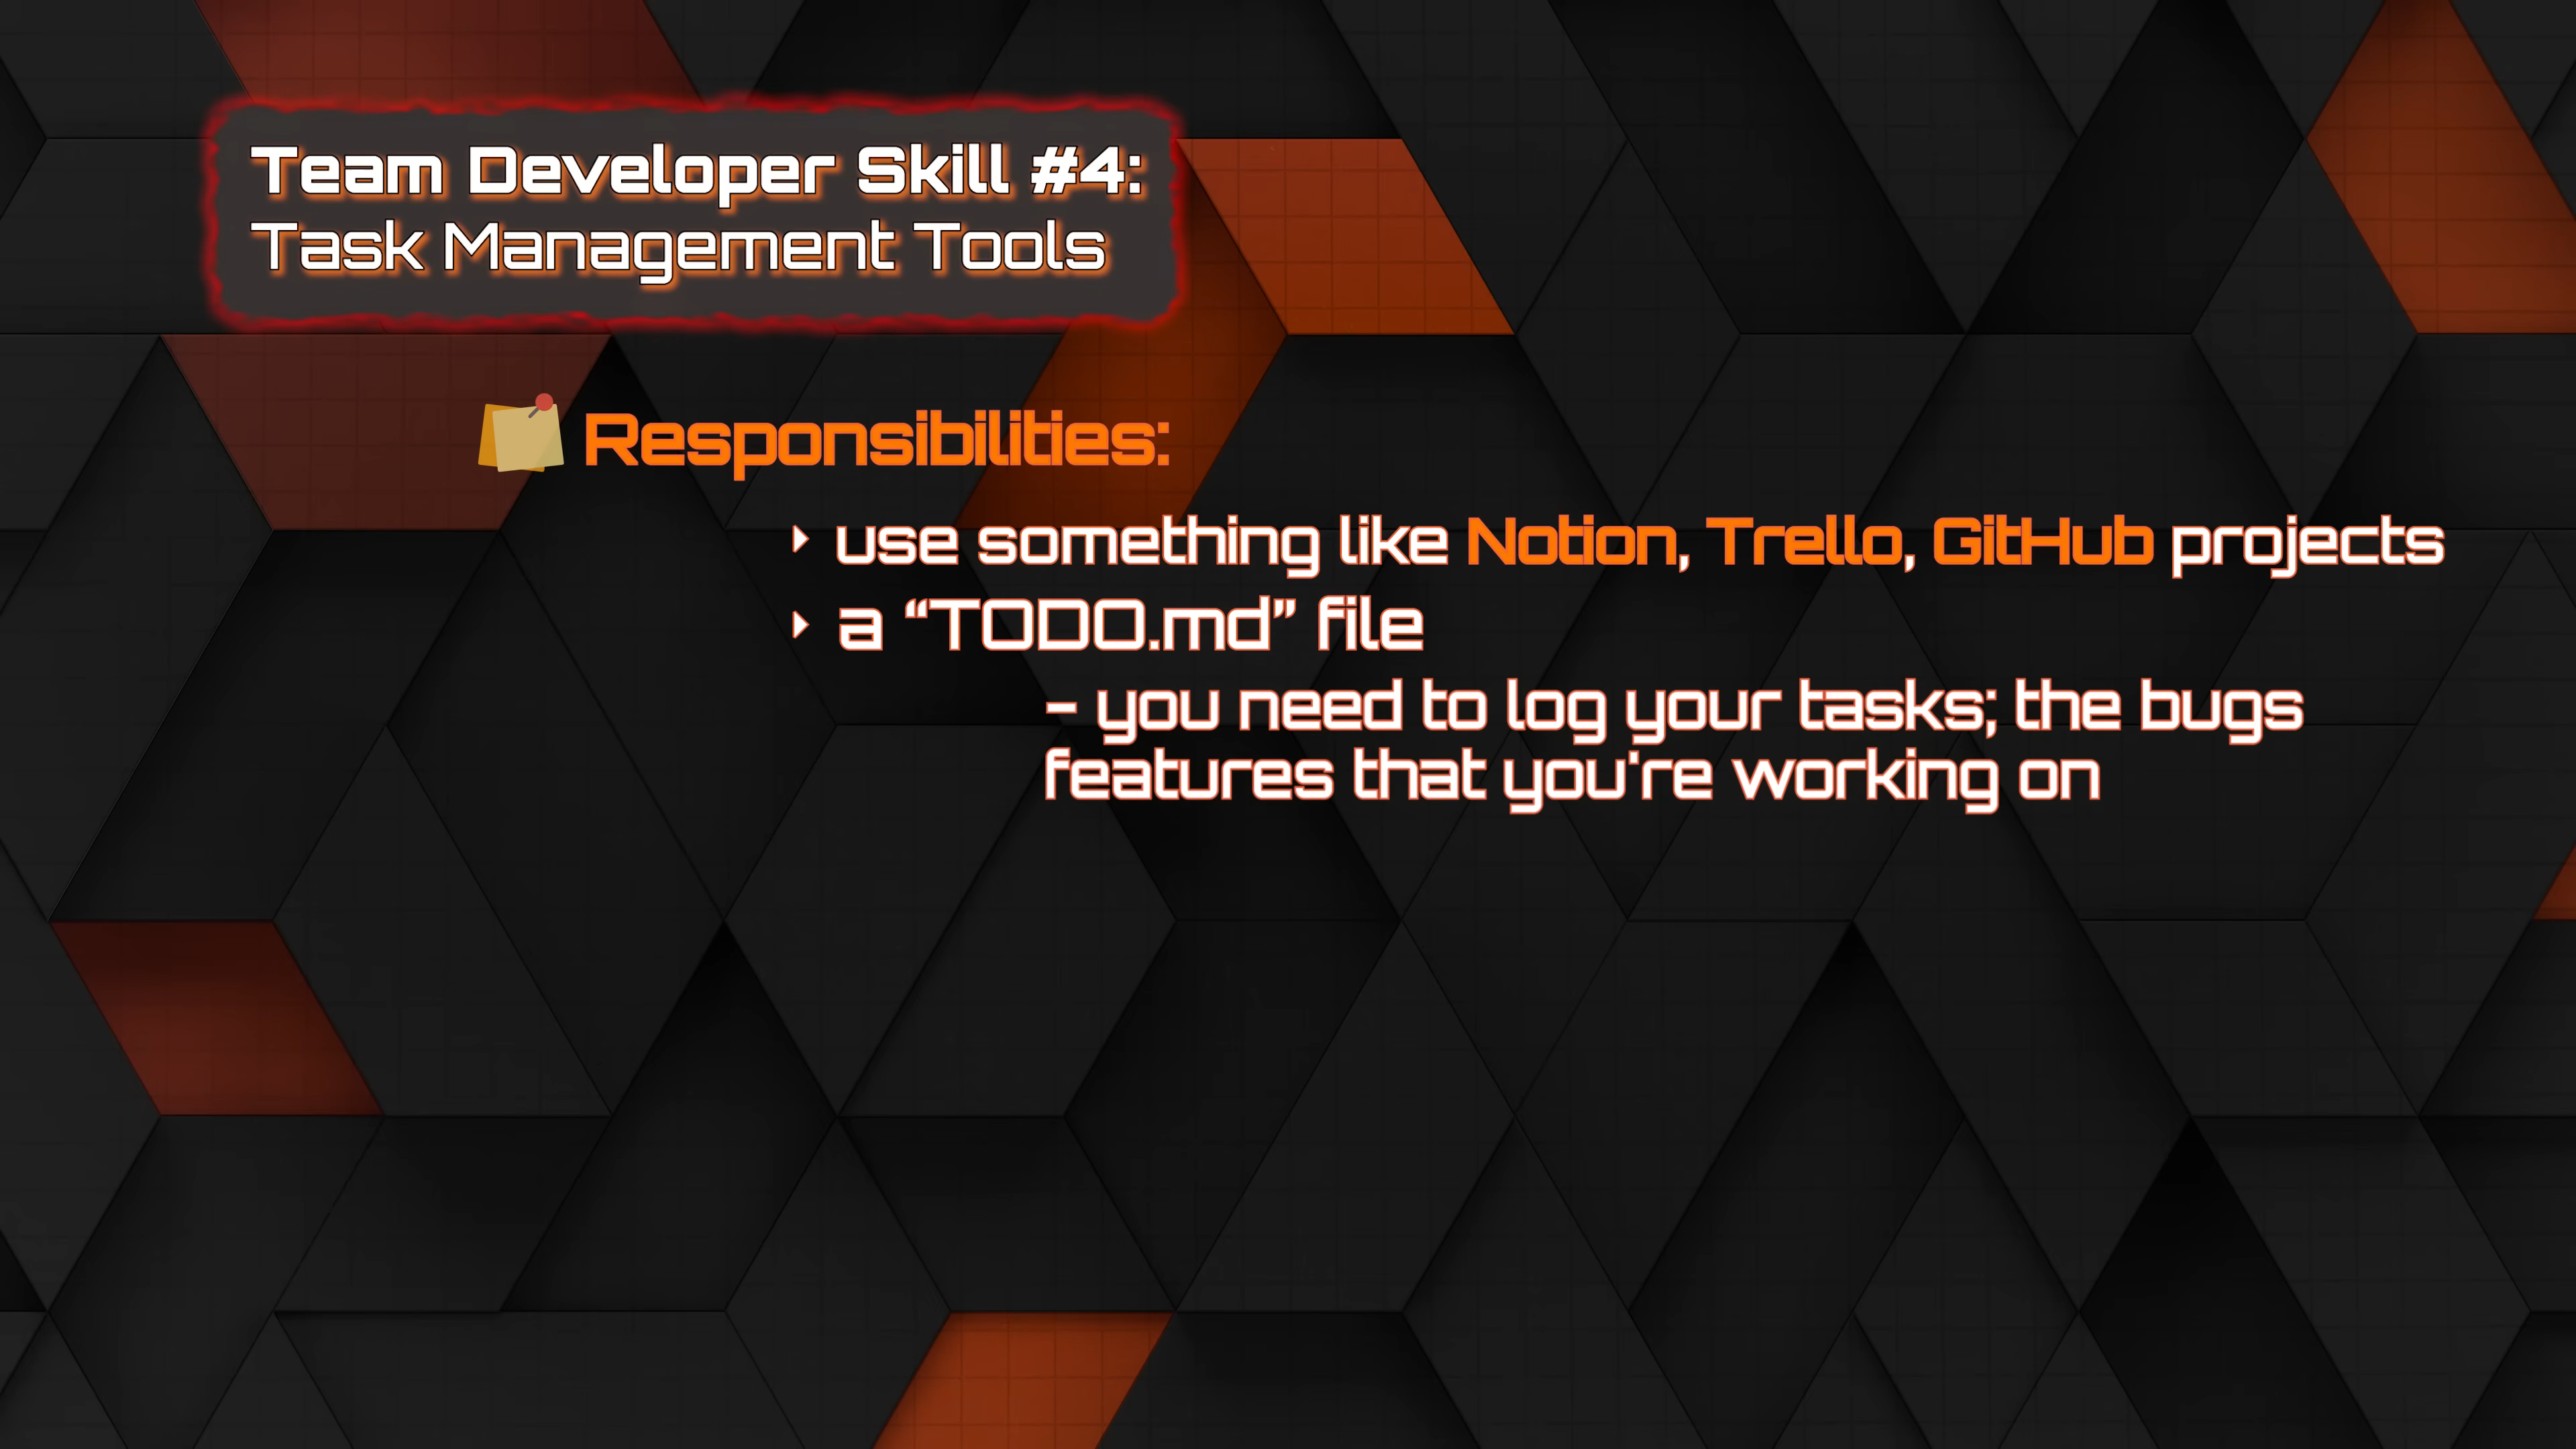 Team Developer Skill #4:
Task Management Tools
Responsibilities:
‣ use something like Notion, Trello, GitHub projects
‣ a “TODO.md” file
- you need to log your tasks; the bugs
features that you're working on